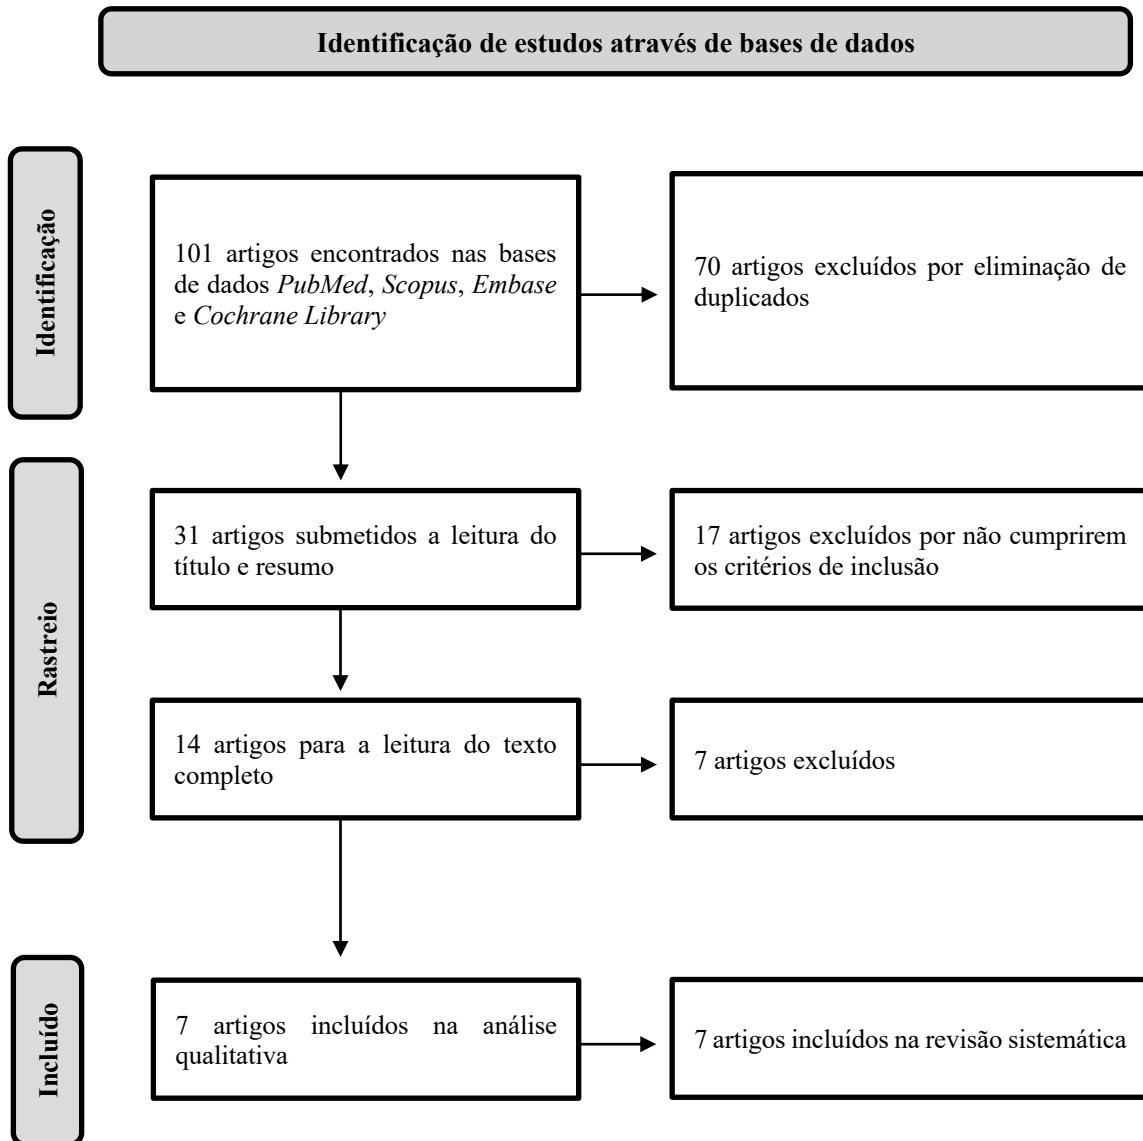 Identificação de estudos através de bases de dados
Identificação
101 artigos encontrados nas bases
de dados PubMed, Scopus, Embase
e Cochrane Library
70 artigos excluídos por eliminação de
duplicados
Rastreio
31 artigos submetidos a leitura do
título e resumo
17 artigos excluídos por não cumprirem
os critérios de inclusão
14 artigos para a leitura do texto
completo
7 artigos excluídos
Incluído
7 artigos incluídos na análise
qualitativa
7 artigos incluídos na revisão sistemática